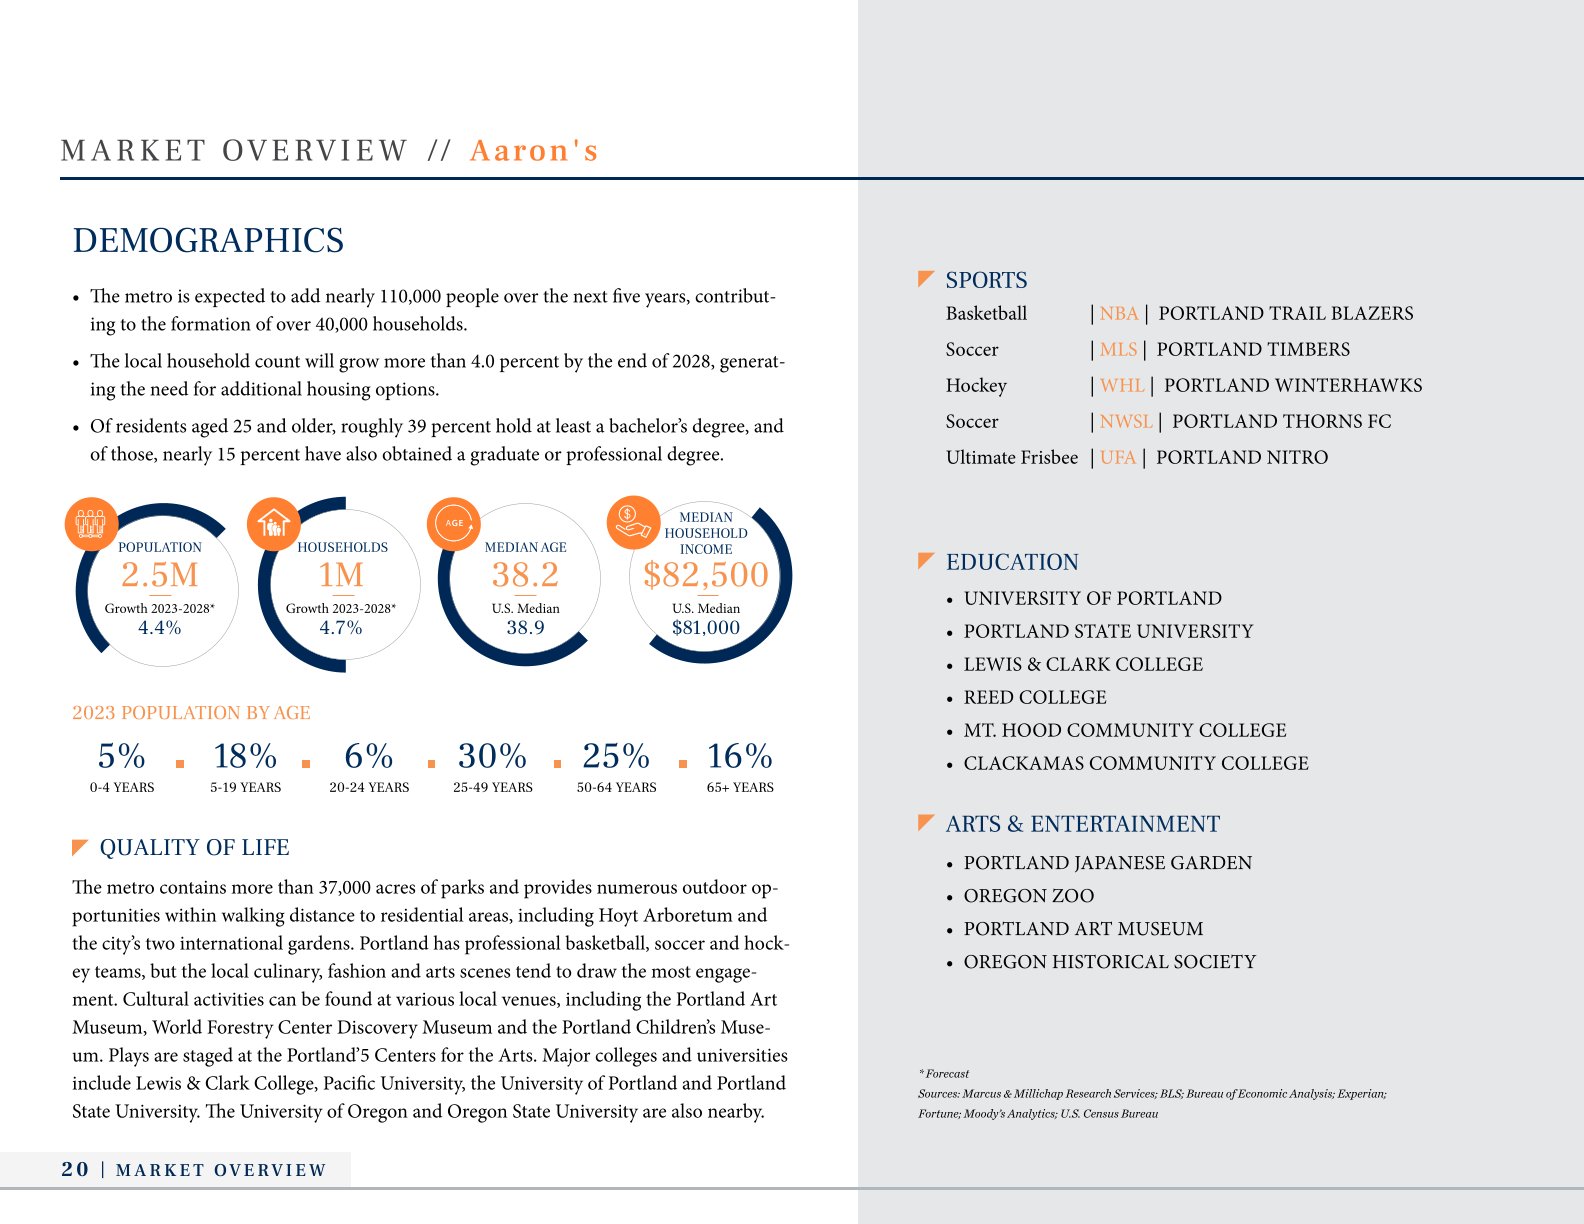 MARKET OVERVIEW // Aaron's
DEMOGRAPHICS
• The metro is expected to add nearly 110,000 people over the next five years, contribut-
ing to the formation of over 40,000 households.
• The local household count will grow more than 4.0 percent by the end of 2028, generat-
ing the need for additional housing options.
• Of residents aged 25 and older, roughly 39 percent hold at least a bachelor’s degree, and
of those, nearly 15 percent have also obtained a graduate or professional degree.
POPULATION
2.5M
Growth 2023-2028*
4.4%
HOUSEHOLDS
1M
Growth 2023-2028*
4.7%
AGE
MEDIAN AGE
38.2
U.S. Median
38.9
$
MEDIAN
HOUSEHOLD
INCOME
$82,500
U.S. Median
$81,000
2023 POPULATION BY AGE
5% 18% 6% 30% 25% 16%
0-4 YEARS 5-19 YEARS 20-24 YEARS 25-49 YEARS 50-64 YEARS 65+ YEARS
QUALITY OF LIFE
The metro contains more than 37,000 acres of parks and provides numerous outdoor op-
portunities within walking distance to residential areas, including Hoyt Arboretum and
the city’s two international gardens. Portland has professional basketball, soccer and hock-
ey teams, but the local culinary, fashion and arts scenes tend to draw the most engage-
ment. Cultural activities can be found at various local venues, including the Portland Art
Museum, World Forestry Center Discovery Museum and the Portland Children’s Muse-
um. Plays are staged at the Portland’5 Centers for the Arts. Major colleges and universities
include Lewis & Clark College, Pacific University, the University of Portland and Portland
State University. The University of Oregon and Oregon State University are also nearby.
SPORTS
Basketball | NBA | PORTLAND TRAIL BLAZERS
Soccer | MLS | PORTLAND TIMBERS
Hockey | WHL | PORTLAND WINTERHAWKS
Soccer | NWSL | PORTLAND THORNS FC
Ultimate Frisbee | UFA | PORTLAND NITRO
EDUCATION
• UNIVERSITY OF PORTLAND
• PORTLAND STATE UNIVERSITY
• LEWIS & CLARK COLLEGE
• REED COLLEGE
• MT. HOOD COMMUNITY COLLEGE
• CLACKAMAS COMMUNITY COLLEGE
ARTS & ENTERTAINMENT
• PORTLAND JAPANESE GARDEN
• OREGON ZOO
• PORTLAND ART MUSEUM
• OREGON HISTORICAL SOCIETY
* Forecast
Sources: Marcus & Millichap Research Services; BLS; Bureau of Economic Analysis; Experian;
Fortune; Moody’s Analytics; U.S. Census Bureau
20 | MARKET OVERVIEW